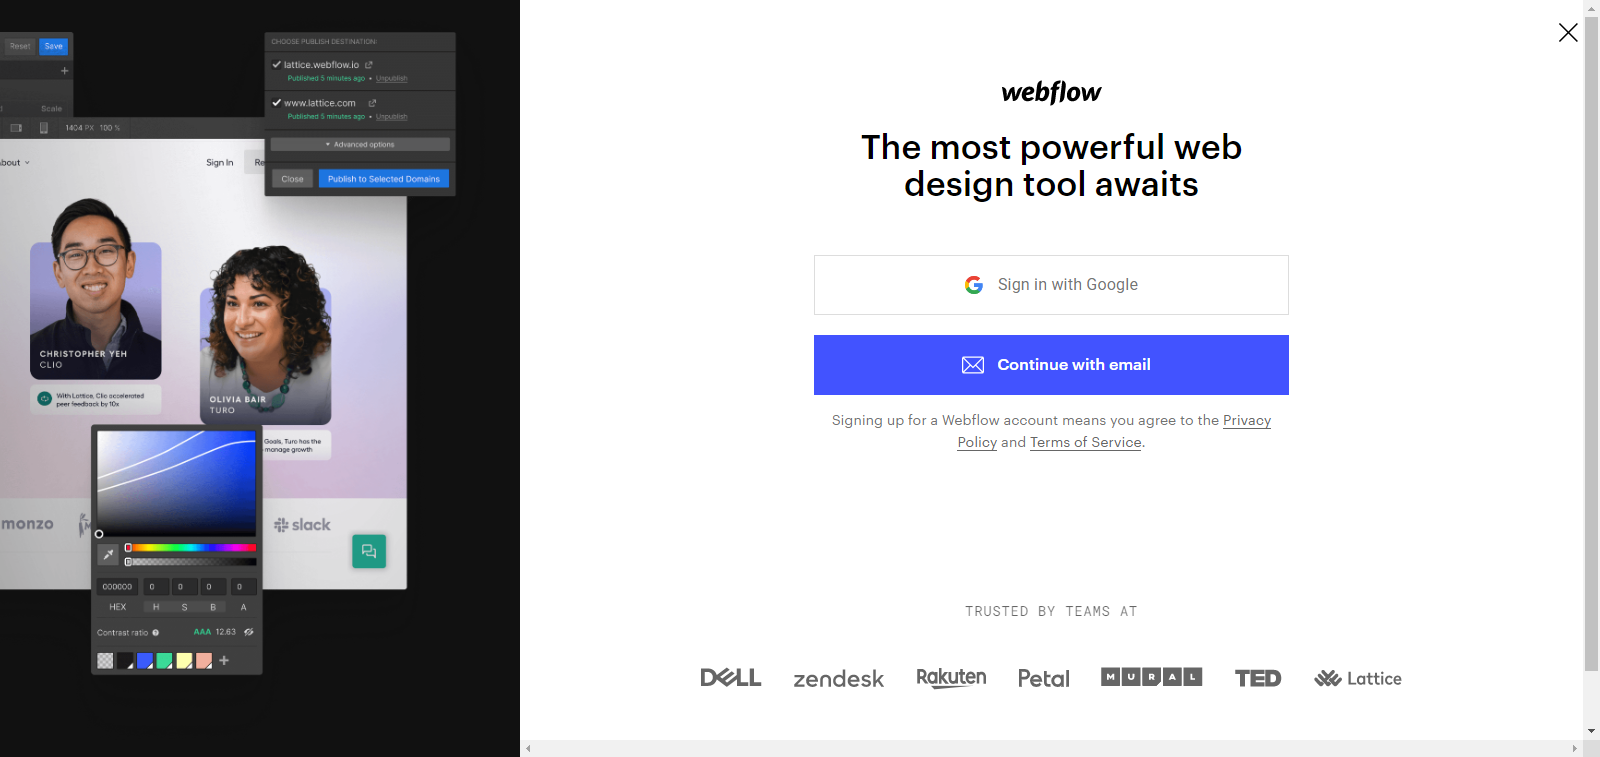 Reset
Save
Scale
1404 PX 100 %
bout
Sign In
Re
CHOOSE PUBLISH DESTINATION:
lattice.webflow.io
Published 5 minutes ago • Unpublish
www.lattice.com
Published 5 minutes ago • Unpublish
Advanced options
Close
Publish to Selected Domains
CHRISTOPHER YEH
CLIO
With Lattice, Clio accelerated
peer feedback by 10x
OLIVIA BAIR
TURO
Goals, Turo has the
manage growth
monzo
slack
000000 0 0 0 0
HEX H S B A
Contrast ratio
AAA 12.63
webflow
The most powerful web
design tool awaits
Sign in with Google
Continue with email
Signing up for a Webflow account means you agree to the Privacy
Policy and Terms of Service.
TRUSTED BY TEAMS AT
DELL
zendesk
Rakuten
Petal
MURAL
TED
Lattice